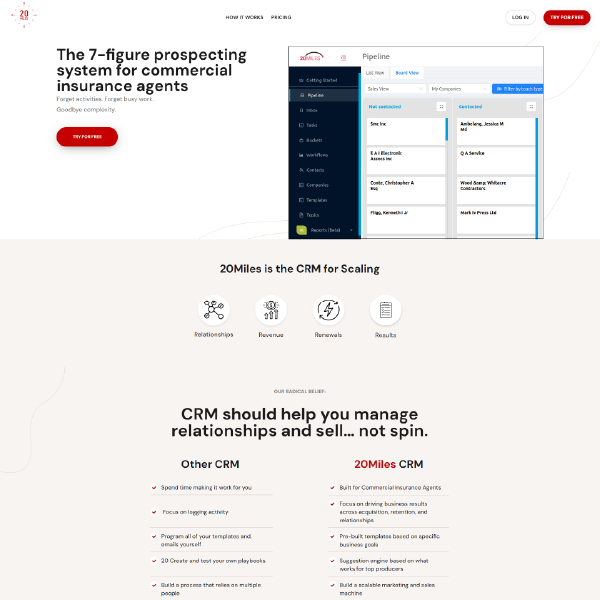 20
MILES
HOW IT WORKS
PRICING
LOG IN
TRY FOR FREE
The 7-figure prospecting
system for commercial
insurance agents
Forget activities. Forget busy work.
Goodbye complexity.
TRY FOR FREE
20MILES
Pipeline
Getting Started
Pipeline
Inbox
Tasks
Buckets
Workflows
Contacts
Companies
Templates
Tasks
Reports (Beta)
List View
Board View
Sales View
My Companies
Filter by touch type
Not contacted
Contacted
Smc Inc
Ambelang, Jessica M
Md
E A I Electronic
Assocs Inc
Q A Service
Conte, Christopher A
Esq
Wood &amp; Whitacre
Contractors
Fligg, Kenneth I Jr
Mark Iv Press Ltd
20Miles is the CRM for Scaling
Relationships
Revenue
Renewals
Results
OUR RADICAL BELIEF:
CRM should help you manage
relationships and sell... not spin.
Other CRM
Spend time making it work for you
Focus on logging activity
Program all of your templates and
emails yourself
20 Create and test your own playbooks
Build a process that relies on multiple
people
20Miles CRM
Built for Commercial Insurance Agents
Focus on driving business results
across acquisition, retention, and
relationships
Pre-built templates based on specific
business goals
Suggestion engine based on what
works for top producers
Build a scalable marketing and sales
machine